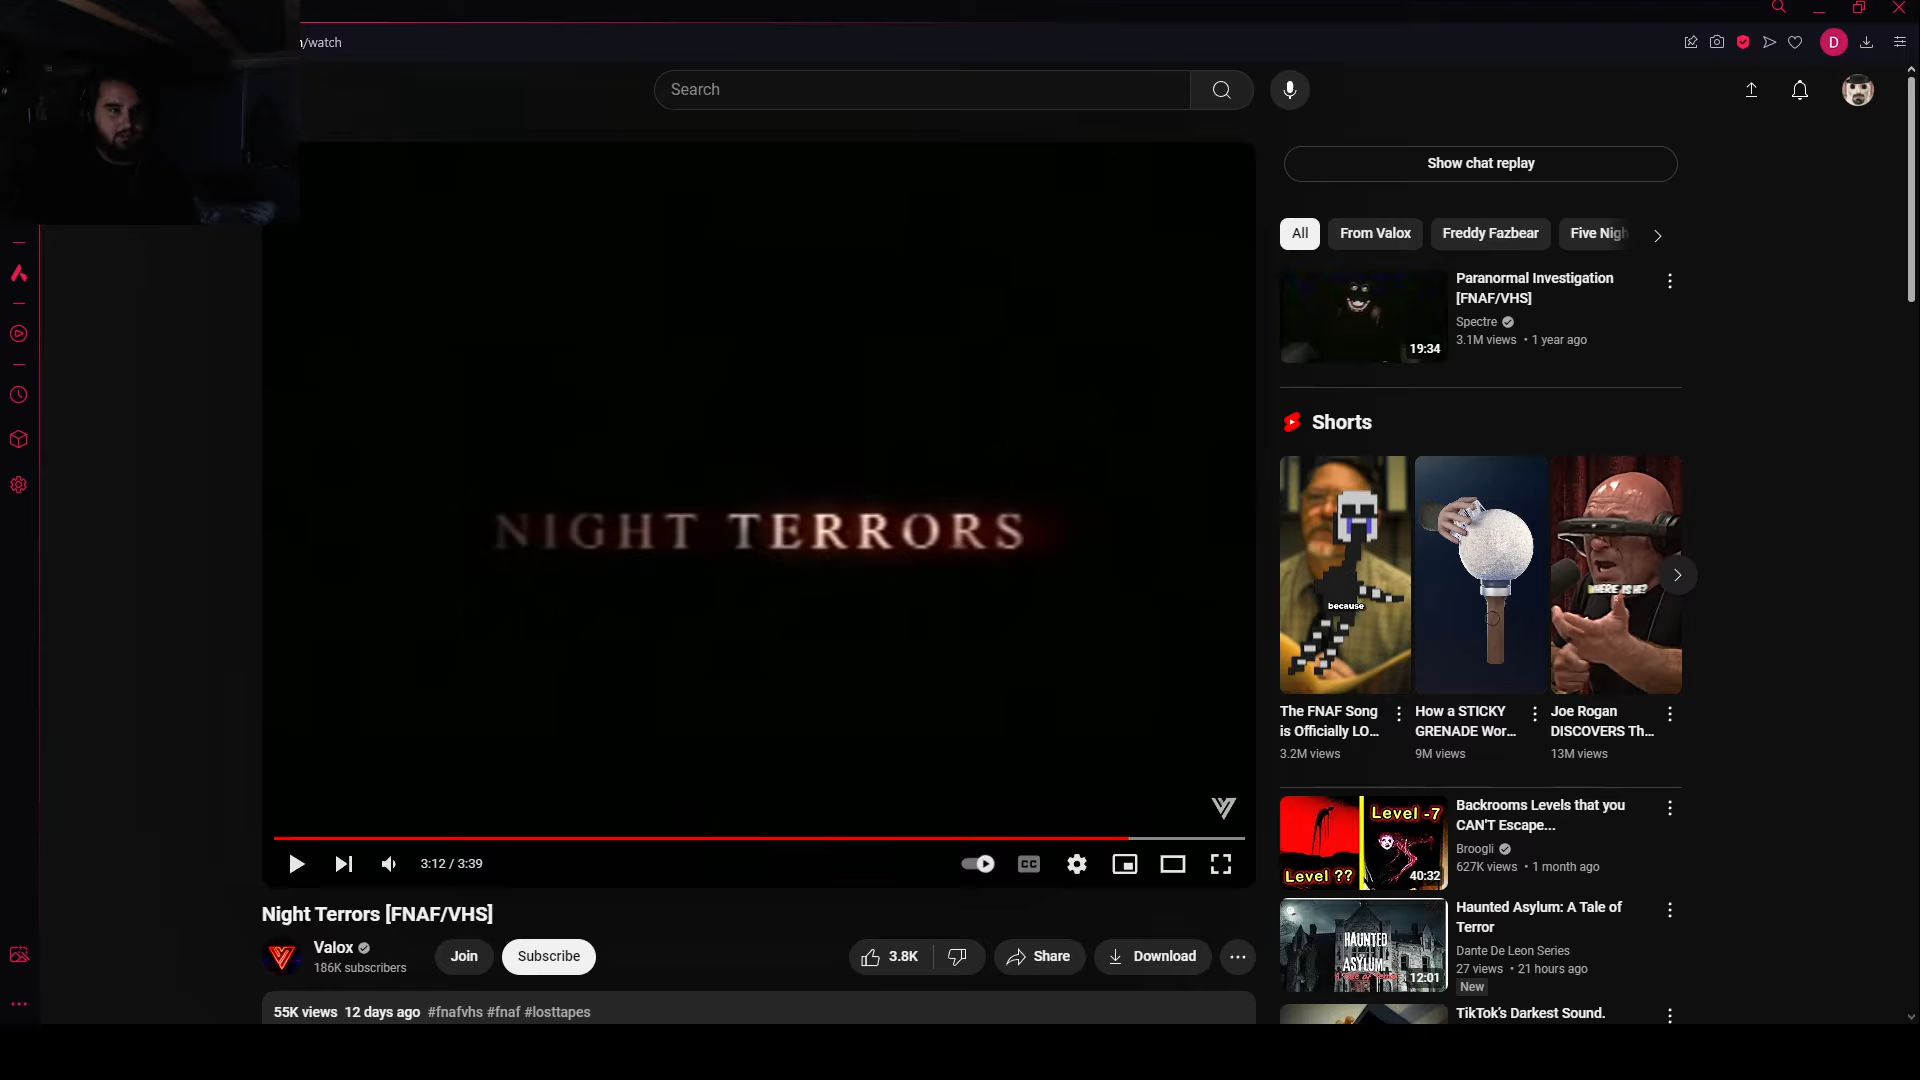 h/watch
D
Search
Show chat replay
All
From Valox
Freddy Fazbear
Five Nigh
Paranormal Investigation
[FNAF/VHS]
Spectre
3.1M views • 1 year ago
19:34
Shorts
because
WHERE IS HE?
The FNAF Song
is Officially LO...
3.2M views
How a STICKY
GRENADE Wor...
9M views
Joe Rogan
DISCOVERS Th...
13M views
NIGHT TERRORS
3:12 / 3:39
CC
Level -7
Level ??
40:32
Backrooms Levels that you
CAN'T Escape...
Broogli
627K views • 1 month ago
HAUNTED
ASYLUM:
12:01
Haunted Asylum: A Tale of
Terror
Dante De Leon Series
27 views • 21 hours ago
New
TikTok's Darkest Sound.
Night Terrors [FNAF/VHS]
Valox
186K subscribers
Join
Subscribe
3.8K
Share
Download
55K views 12 days ago #fnafvhs #fnaf #losttapes